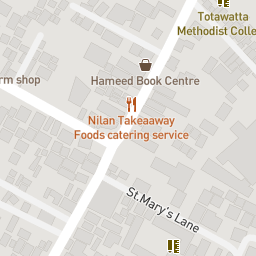 Totawatta
Methodist Colle
Hameed Book Centre
rm shop
Nilan Takeaaway
Foods catering service
St.Mary's Lane